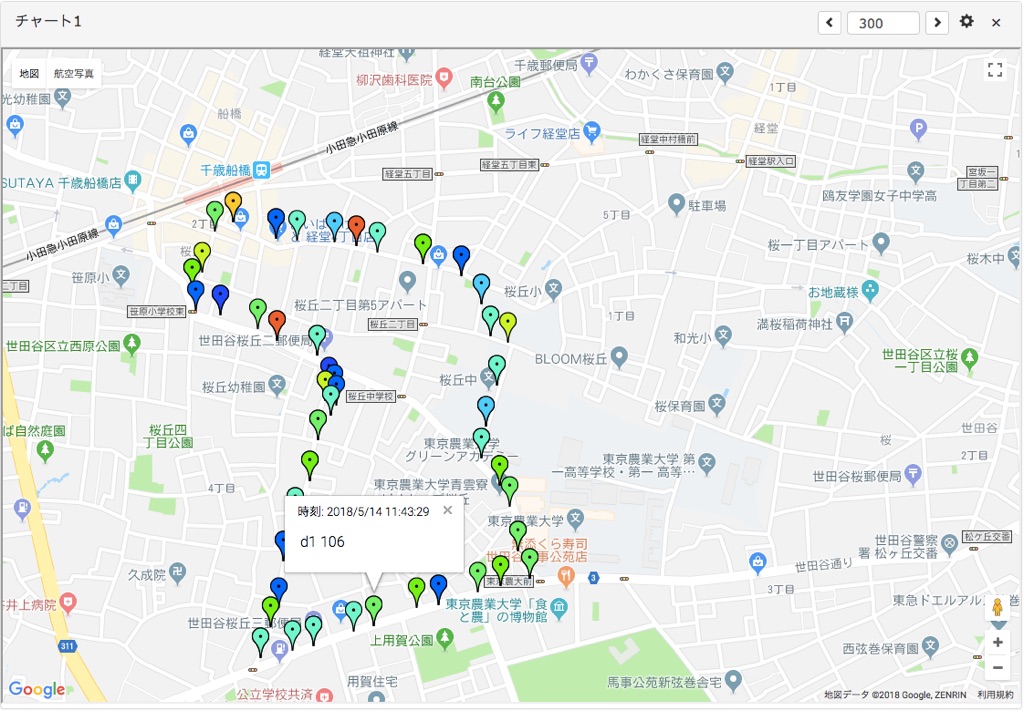 チャート1
300
地図
航空写真
経堂天祖神社
千歳郵便局
わかくさ保育園
柳沢歯科医院
南台公園
1丁目
光幼稚園
船橋
ライフ経堂店
経堂
小田急小田原線
経堂中村橋前
経堂五丁目東
経堂駅入口
千歳船橋
経堂五丁目
宮坂一
丁目第二
SUTAYA 千歳船橋店
鴎友学園女子中学高
5丁目
駐車場
2丁目
経堂
丁目店
小田急小田原線
桜一丁目アパート
桜木中
笹原小
二丁目
桜丘二丁目第5アパート
桜丘小
お地蔵様
笹原小学校東
桜丘二丁目
1丁目
満桜稲荷神社
世田谷区立西原公園
世田谷桜丘二郵便局
和光小
世田谷区立桜
一丁目公園
BLOOM桜丘
桜丘幼稚園
桜丘中
桜丘中学校
桜保育園
ば自然庭園
桜丘四
丁目公園
世田谷
桜
東京農業大学
グリーンアカデミー
2丁目
東京農業大学 第
一高等学校・第一 高等…
世田谷桜郵便局
4丁目
東京農業大学青雲寮
時刻: 2018/5/14 11:43:29
d1 106
東京農業大学
無添くら寿司
世田谷
事公苑店
世田谷警察
署 松ヶ丘交番
松ケ丘交番
世田谷通り
久成院
東京農大前
3
3丁目
井上病院
東京農業大学「食
と農」の博物館
東急ドエルアル
世田谷桜丘三郵便局
上用賀公園
311
西弦巻保育園
用賀住宅
馬事公苑新弦巻舎宅
公立学校共済
Google
地図データ ©2018 Google, ZENRIN
利用規約